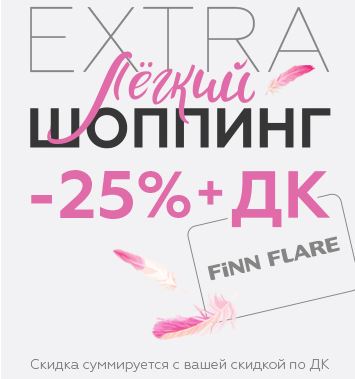 EXTRA
Лёгкий
ШОППИНГ
-25%+ДК
FiNN FLARE
Скидка суммируется с вашей скидкой по ДК